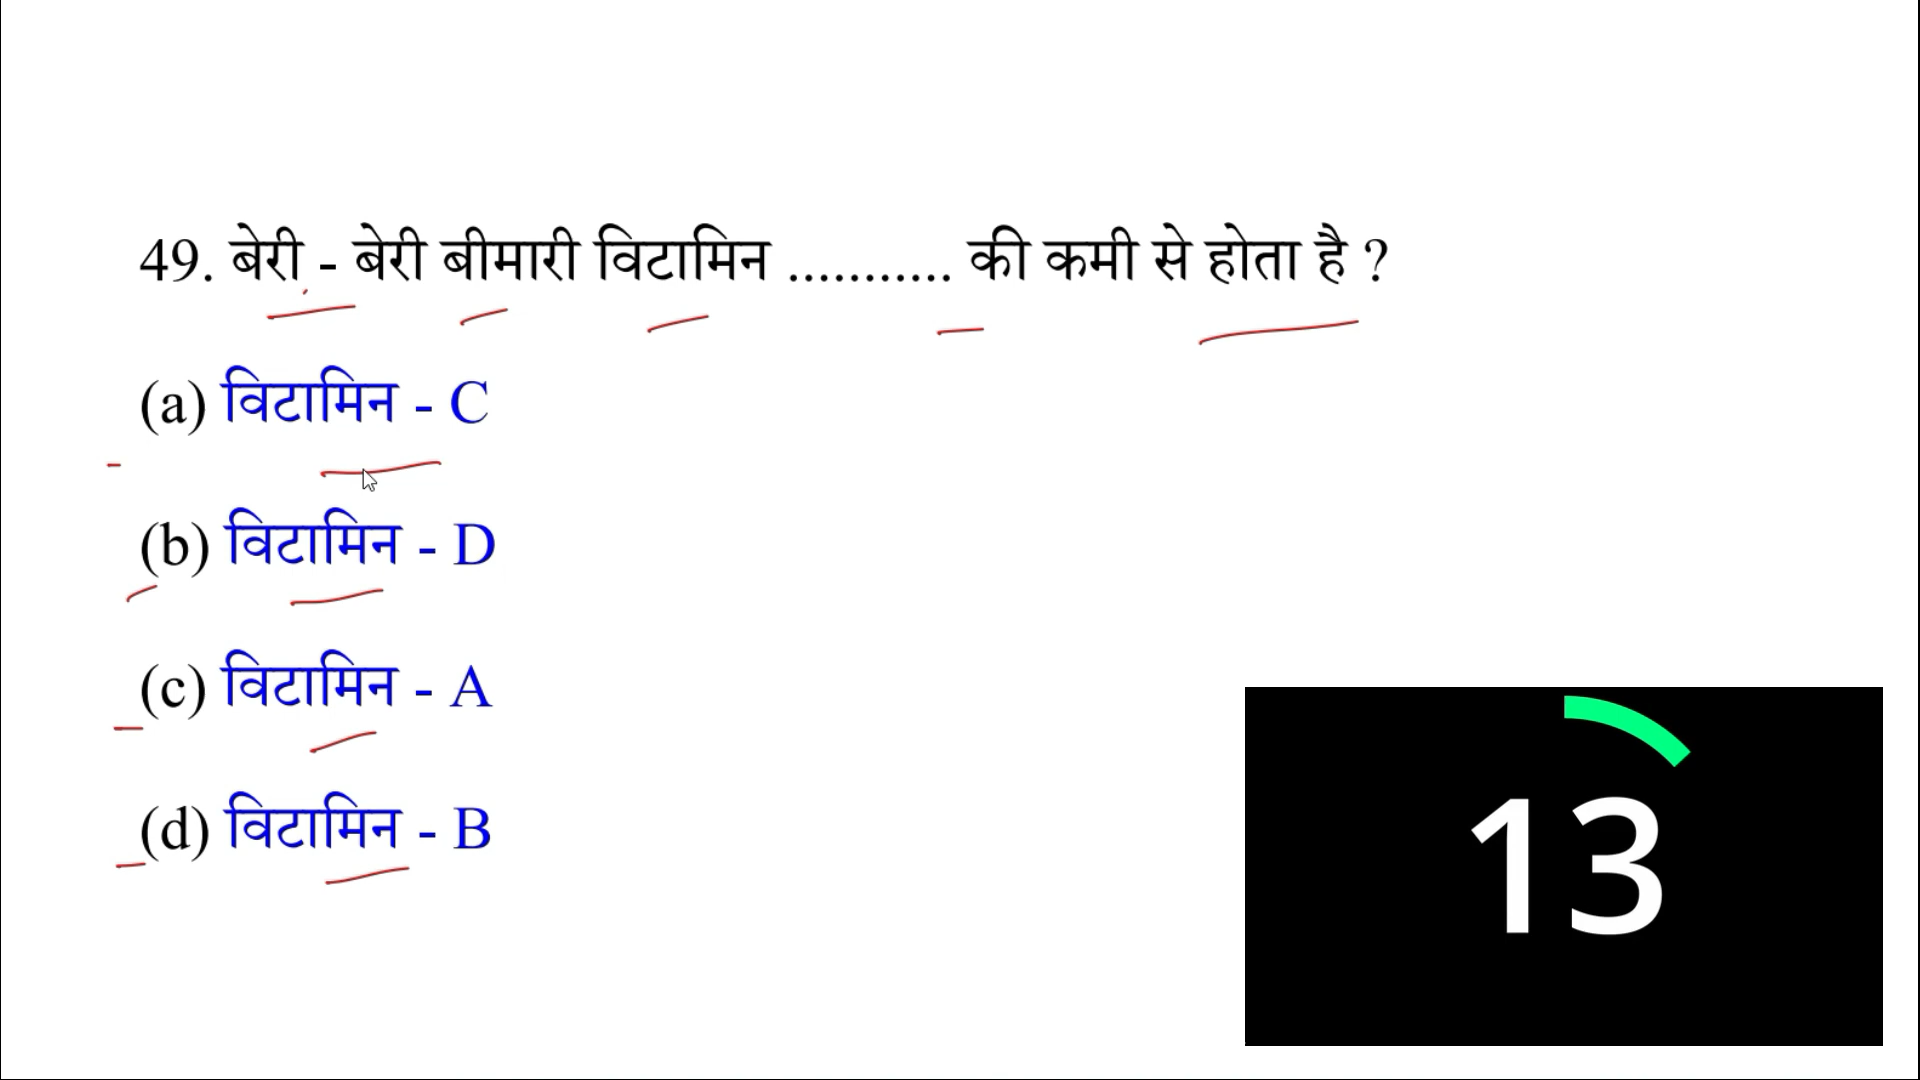 49. बेरी - बेरी बीमारी विटामिन ........... की कमी से होता है ?
(a) विटामिन - C
(b) विटामिन - D
(c) विटामिन - A
(d) विटामिन - B
13